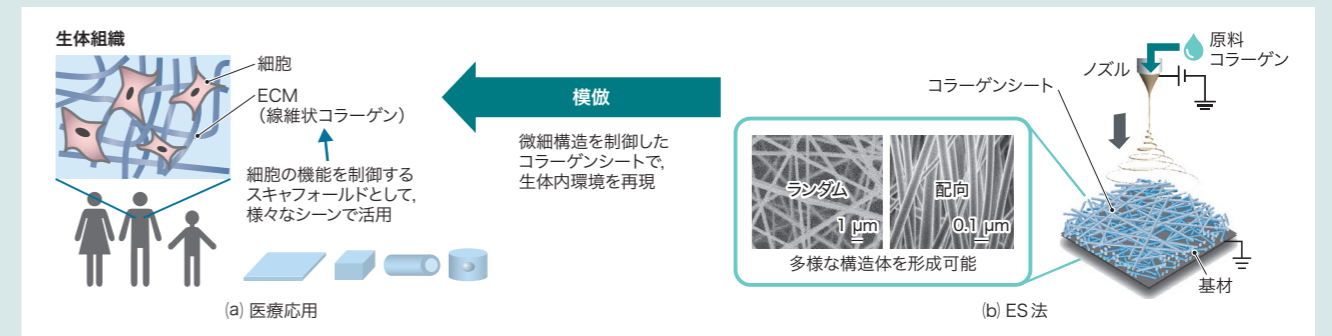 生体組織
細胞
ECM
（線維状コラーゲン）
細胞の機能を制御する
スキャフォールドとして，
様々なシーンで活用
(a) 医療応用
模倣
微細構造を制御した
コラーゲンシートで，
生体内環境を再現
ランダム
1 μm
配向
0.1 μm
多様な構造体を形成可能
原料
コラーゲン
ノズル
コラーゲンシート
基材
(b) ES法